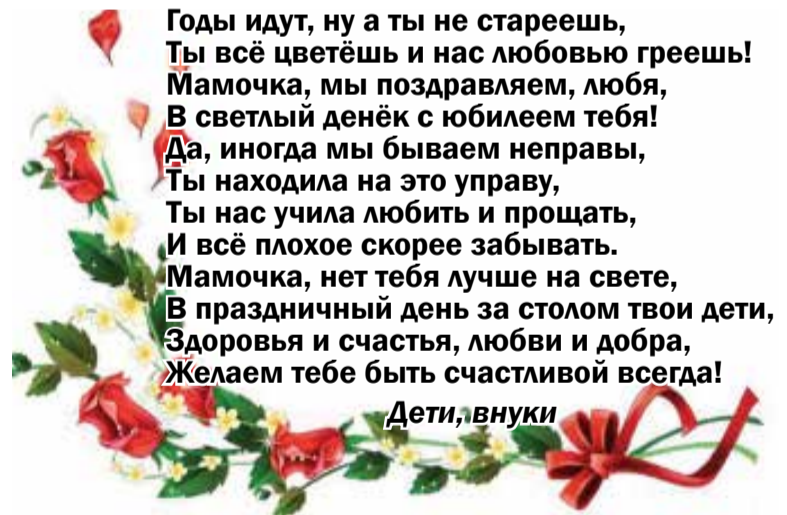 Годы идут, ну а ты не стареешь,
Ты всё цветёшь и нас любовью греешь!
Мамочка, мы поздравляем, любя,
В светлый денёк с юбилеем тебя!
Да, иногда мы бываем неправы,
Ты находила на это управу,
Ты нас учила любить и прощать,
И всё плохое скорее забывать.
Мамочка, нет тебя лучше на свете,
В праздничный день за столом твои дети,
Здоровья и счастья, любви и добра,
Желаем тебе быть счастливой всегда!
Дети, внуки